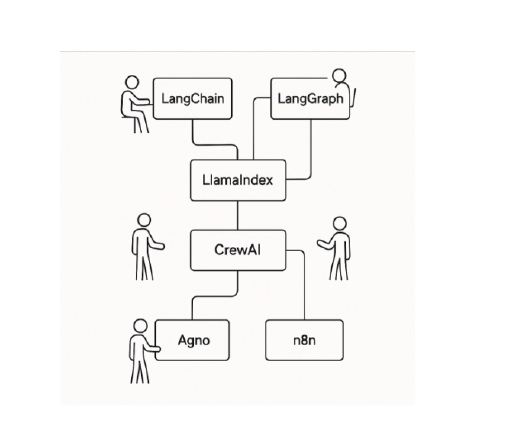 LangChain
LangGraph
LlamaIndex
CrewAI
Agno
n8n